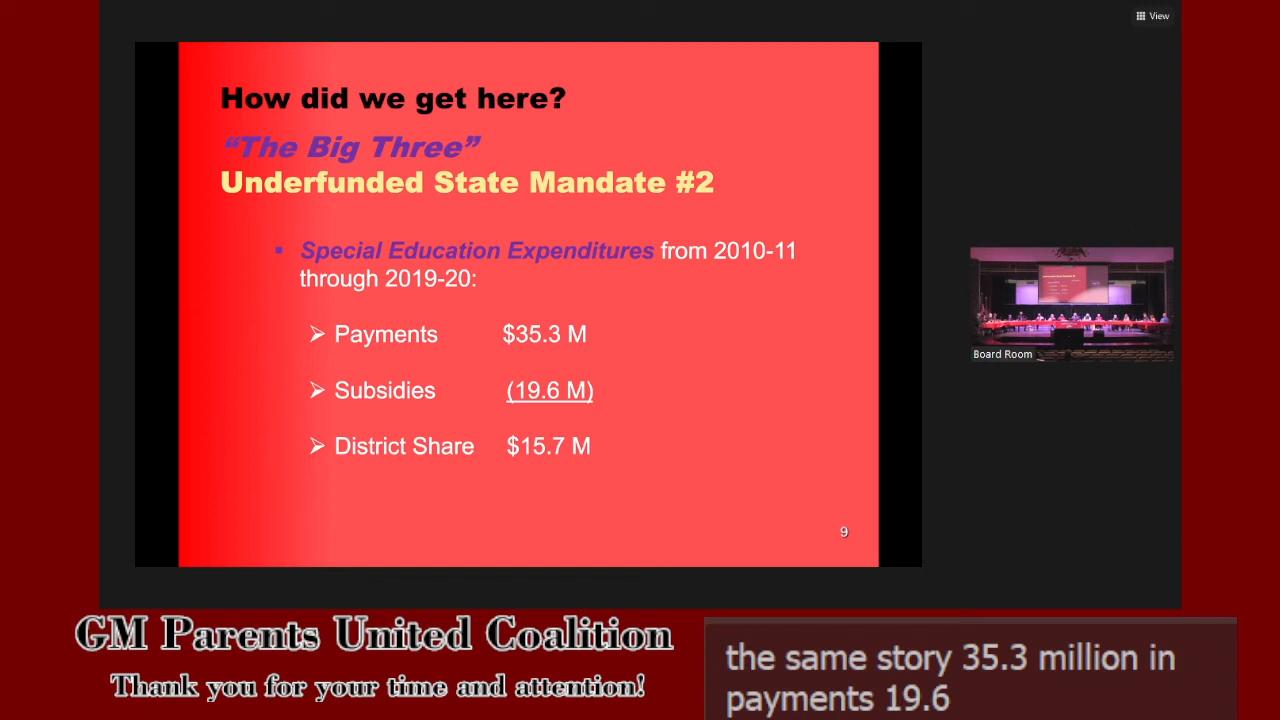 View
How did we get here?
“The Big Three”
Underfunded State Mandate #2
▪ Special Education Expenditures from 2010-11
through 2019-20:
➢ Payments $35.3 M
➢ Subsidies (19.6 M)
➢ District Share $15.7 M
9
Board Room
GM Parents United Coalition
Thank you for your time and attention!
the same story 35.3 million in
payments 19.6